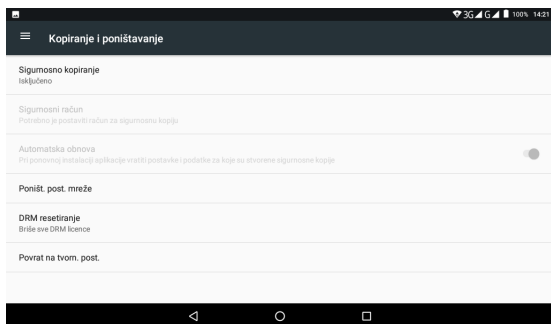 3G G 100% 14:21
Kopiranje i poništavanje
Sigurnosno kopiranje
Isključeno
Sigurnosni račun
Potrebno je postaviti račun za sigurnosnu kopiju
Automatska obnova
Pri ponovnoj instalaciji aplikacije vratiti postavke i podatke za koje su stvorene sigurnosne kopije
Poništ. post. mreže
DRM resetiranje
Briše sve DRM licence
Povrat na tvorn. post.